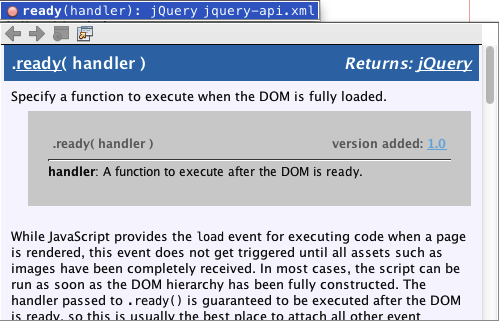 ready(handler): jQuery jquery-api.xml
.ready( handler ) Returns: jQuery
Specify a function to execute when the DOM is fully loaded.
.ready( handler ) version added: 1.0
handler: A function to execute after the DOM is ready.
While JavaScript provides the load event for executing code when a page
is rendered, this event does not get triggered until all assets such as
images have been completely received. In most cases, the script can be
run as soon as the DOM hierarchy has been fully constructed. The
handler passed to .ready() is guaranteed to be executed after the DOM
is ready, so this is usually the best place to attach all other event